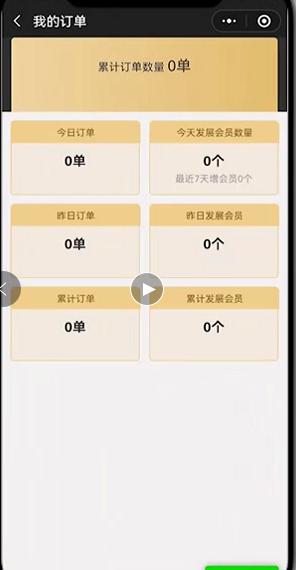 我的订单
累计订单数量 0单
今日订单
0单
今天发展会员数量
0个
最近7天增会员0个
昨日订单
0单
昨日发展会员
0个
累计订单
0单
累计发展会员
0个